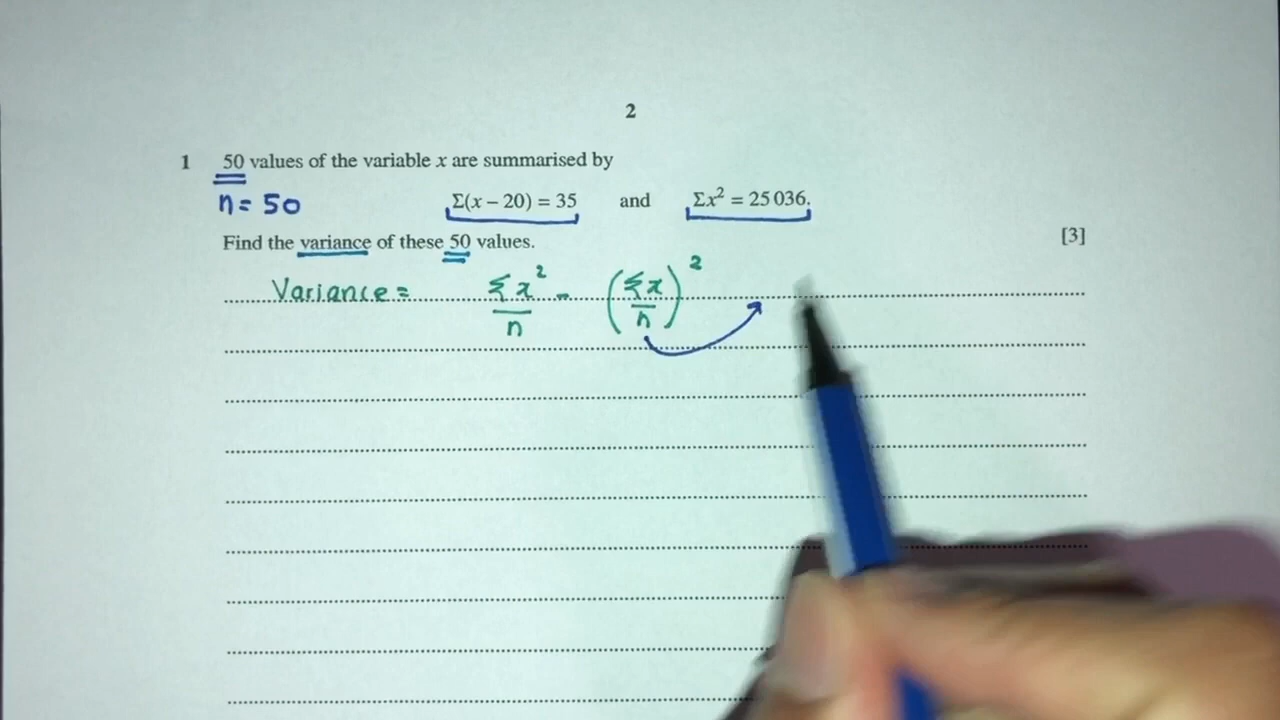 2
1 50 values of the variable x are summarised by
n = 50 Σ(x − 20) = 35 and Σx² = 25 036.
Find the variance of these 50 values. [3]
Variance = Σx²/n − (Σx/n)²